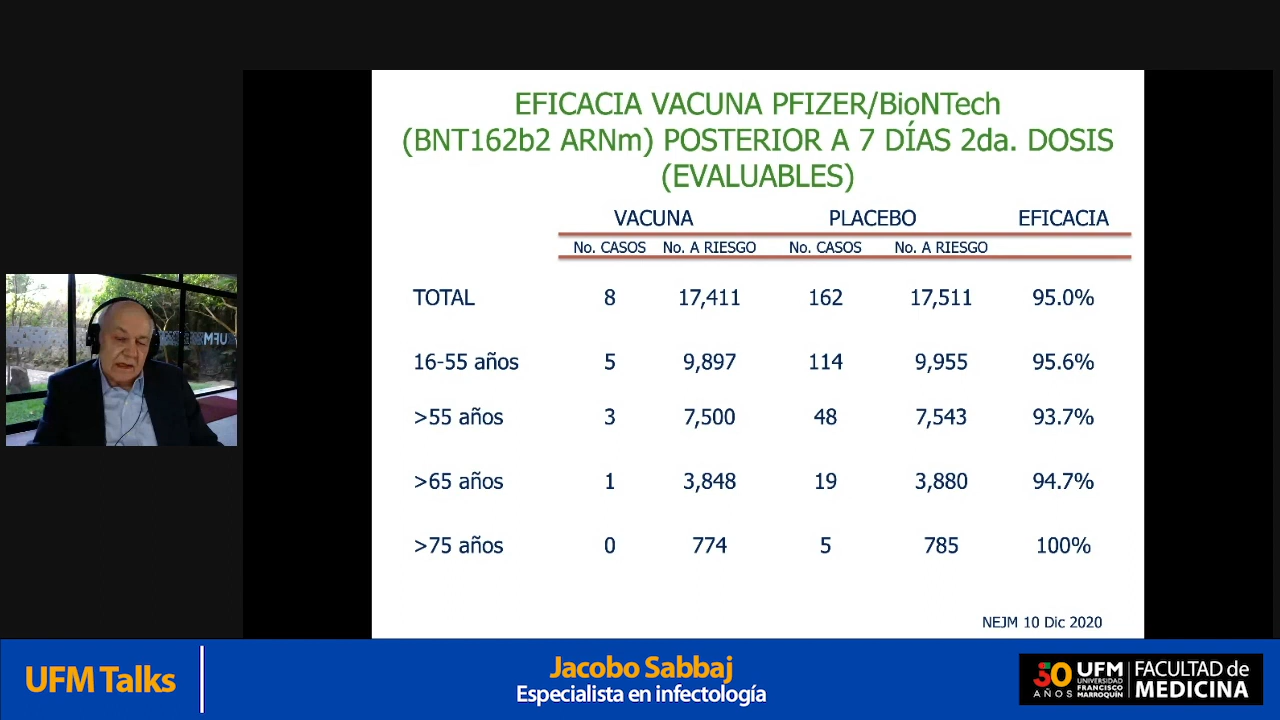 EFICACIA VACUNA PFIZER/BioNTech
(BNT162b2 ARNm) POSTERIOR A 7 DÍAS 2da. DOSIS
(EVALUABLES)
VACUNA PLACEBO EFICACIA
No. CASOS No. A RIESGO No. CASOS No. A RIESGO
TOTAL 8 17,411 162 17,511 95.0%
16-55 años 5 9,897 114 9,955 95.6%
>55 años 3 7,500 48 7,543 93.7%
>65 años 1 3,848 19 3,880 94.7%
>75 años 0 774 5 785 100%
NEJM 10 Dic 2020
UFM
UFM Talks
Jacobo Sabbaj
Especialista en infectología
50 AÑOS
UFM
UNIVERSIDAD
FRANCISCO
MARROQUÍN
FACULTAD de
MEDICINA